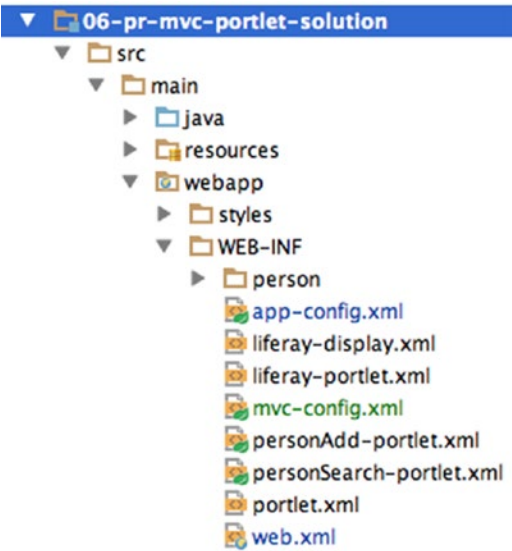 06-pr-mvc-portlet-solution
src
main
java
resources
webapp
styles
WEB-INF
person
app-config.xml
liferay-display.xml
liferay-portlet.xml
mvc-config.xml
personAdd-portlet.xml
personSearch-portlet.xml
portlet.xml
web.xml